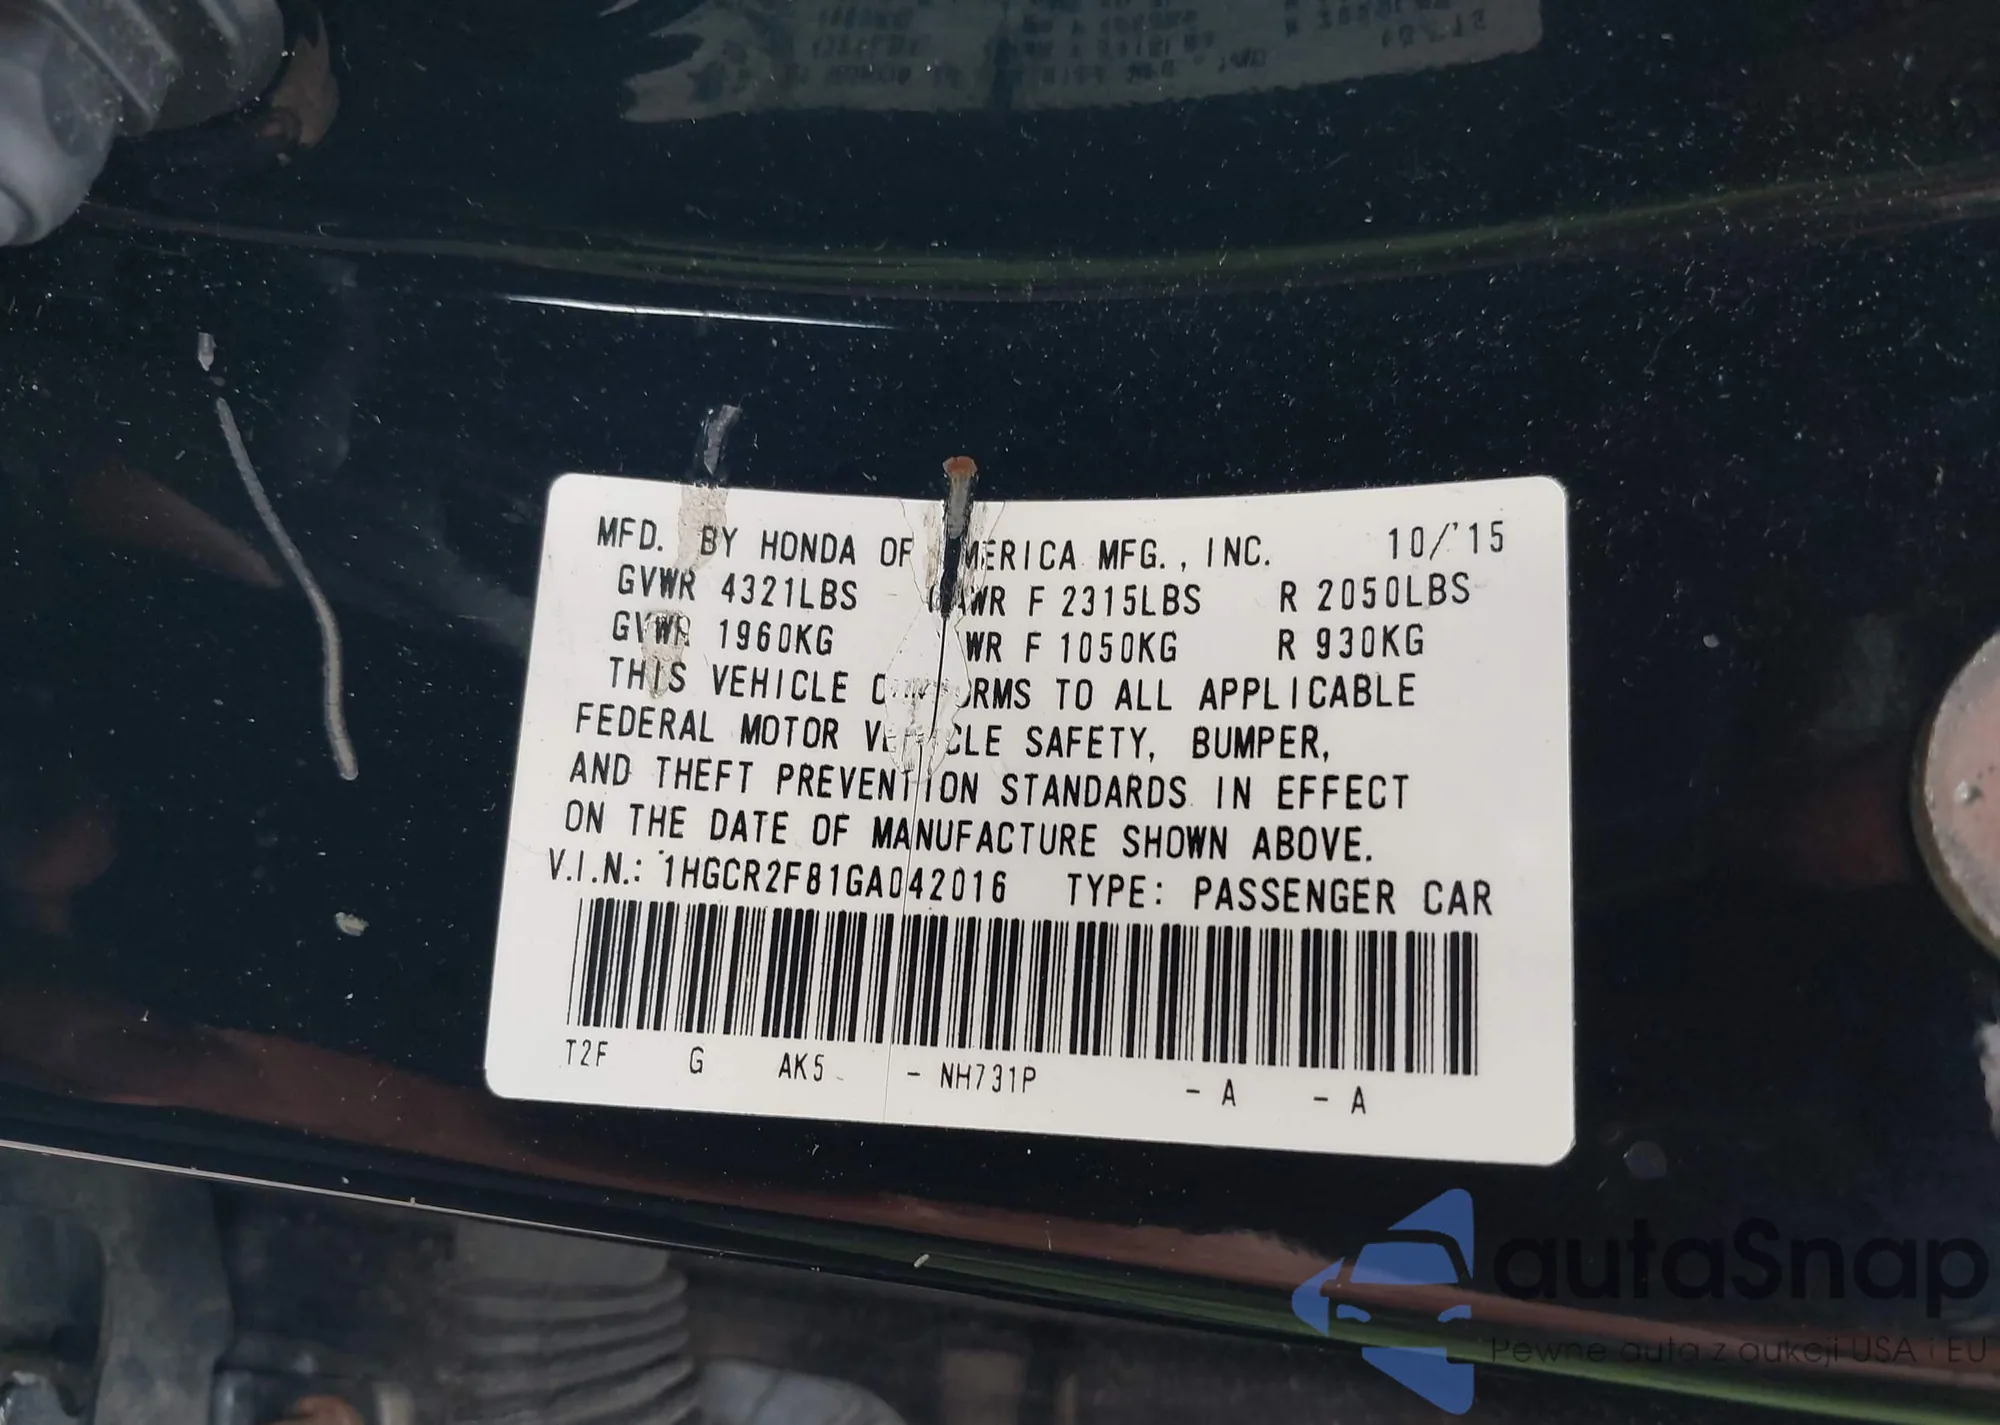 MFD. BY HONDA OF MERICA MFG., INC. 10/'15
GVWR 4321LBS GAWR F 2315LBS R 2050LBS
GVWR 1960KG WR F 1050KG R 930KG
THIS VEHICLE CONFORMS TO ALL APPLICABLE
FEDERAL MOTOR VEHICLE SAFETY, BUMPER,
AND THEFT PREVENTION STANDARDS IN EFFECT
ON THE DATE OF MANUFACTURE SHOWN ABOVE.
V.I.N.: 1HGCR2F81GA042016 TYPE: PASSENGER CAR
T2F G AK5 - NH731P - A - A
autaSnap
Pewne auta z aukcji USA i EU